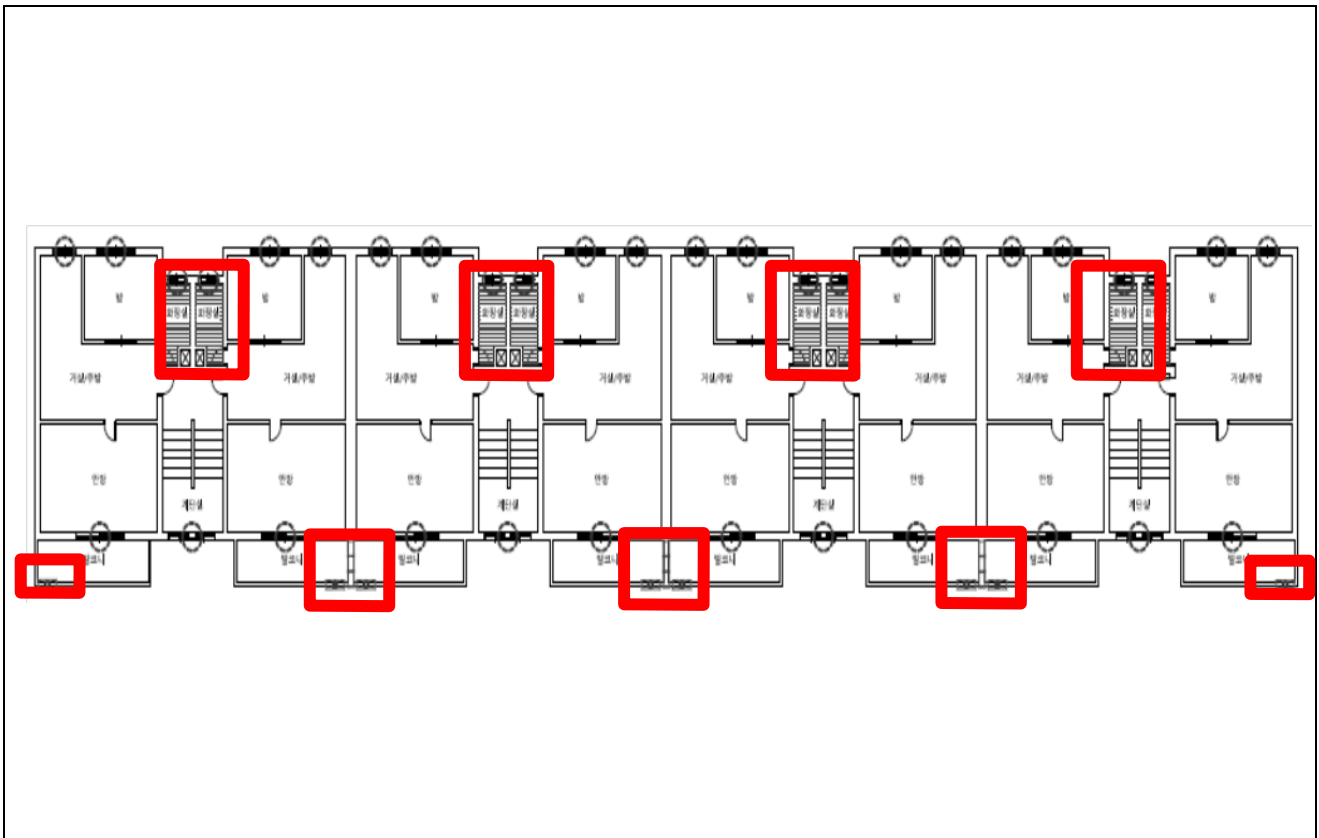 방 방 방 방 방 방 방 방
화장실 화장실 화장실 화장실 화장실 화장실 화장실
거실/주방 거실/주방 거실/주방 거실/주방 거실/주방 거실/주방 거실/주방 거실/주방
안방 안방 안방 안방 안방 안방 안방 안방
계단실 계단실 계단실 계단실
발코니 발코니 발코니 발코니 발코니 발코니 발코니 발코니